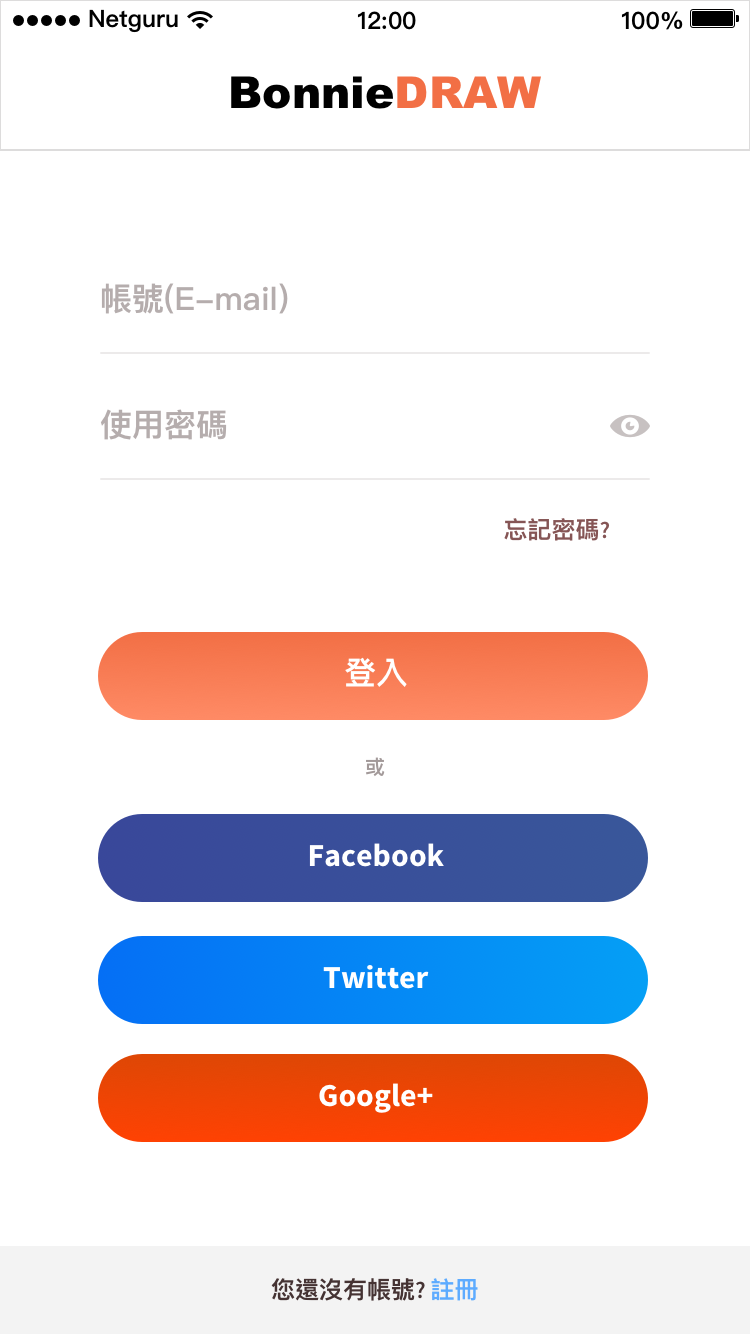 Netguru 12:00 100%
BonnieDRAW
帳號(E-mail)
使用密碼
忘記密碼?
登入
或
Facebook
Twitter
Google+
您還沒有帳號? 註冊